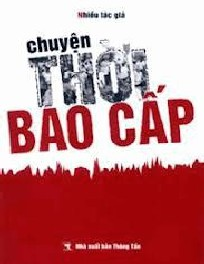 Nhiều tác giả
chuyện
THỜI
BAO CẤP
Nhà xuất bản Thông Tấn